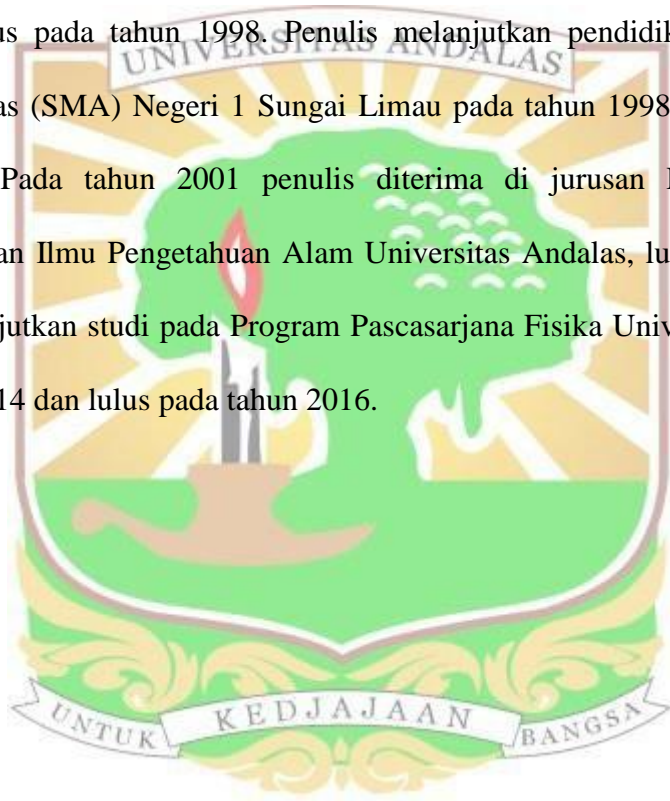 us pada tahun 1998. Penulis melanjutkan pendidik
UNIVERSITAS ANDALAS
as (SMA) Negeri 1 Sungai Limau pada tahun 1998
Pada tahun 2001 penulis diterima di jurusan
an Ilmu Pengetahuan Alam Universitas Andalas, lu
jutkan studi pada Program Pascasarjana Fisika Univ
14 dan lulus pada tahun 2016.
UNTUK KEDJAJAAN BANGSA